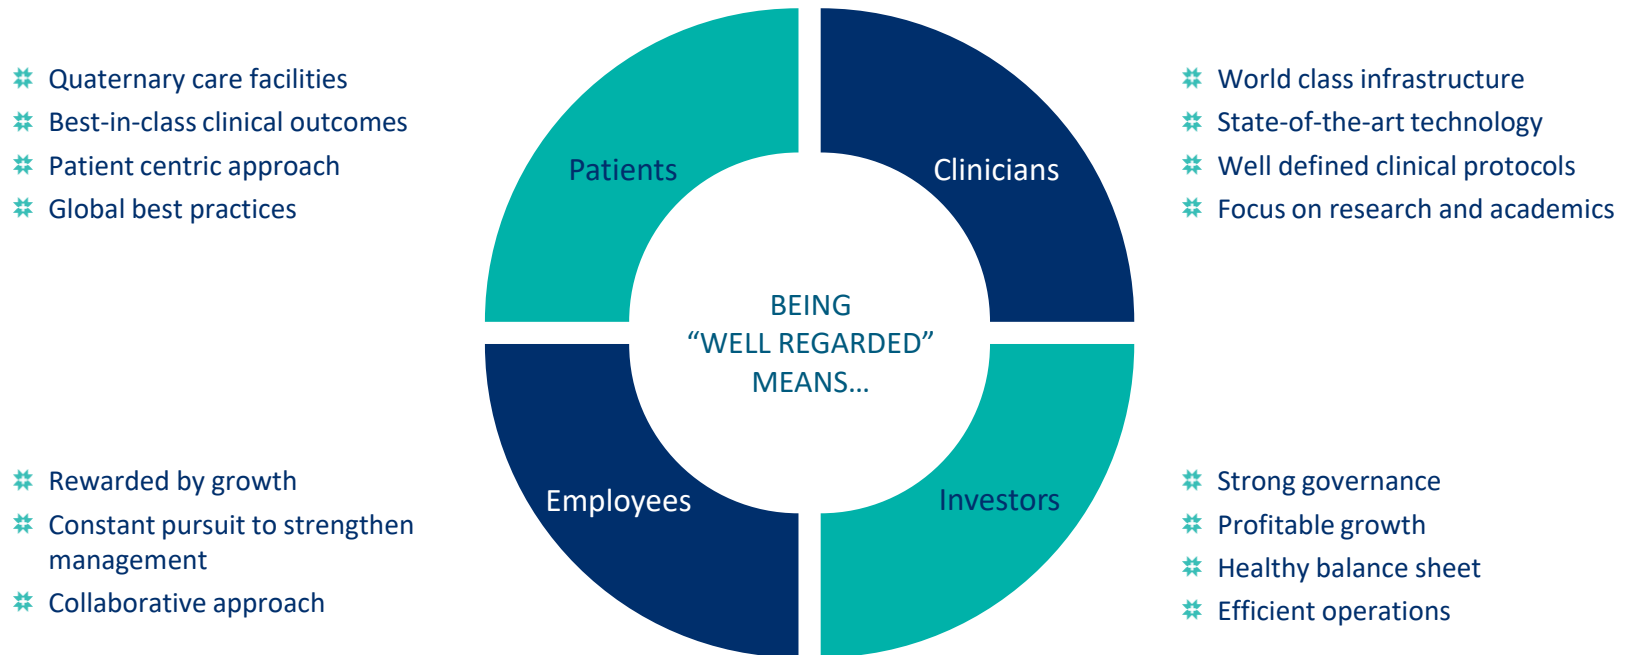 Quaternary care facilities
Best-in-class clinical outcomes
Patient centric approach
Global best practices
Patients
Clinicians
World class infrastructure
State-of-the-art technology
Well defined clinical protocols
Focus on research and academics
BEING
“WELL REGARDED”
MEANS…
Rewarded by growth
Constant pursuit to strengthen
management
Collaborative approach
Employees
Investors
Strong governance
Profitable growth
Healthy balance sheet
Efficient operations